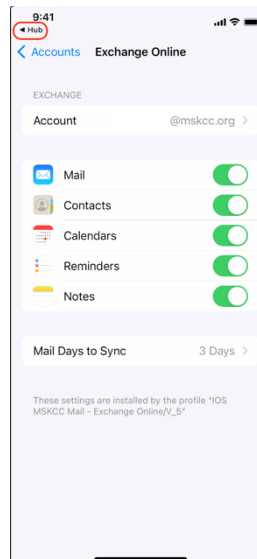 9:41
◀ Hub
Accounts Exchange Online
EXCHANGE
Account @mskcc.org
Mail
Contacts
Calendars
Reminders
Notes
Mail Days to Sync 3 Days
These settings are installed by the profile "IOS
MSKCC Mail - Exchange Online/V_5"